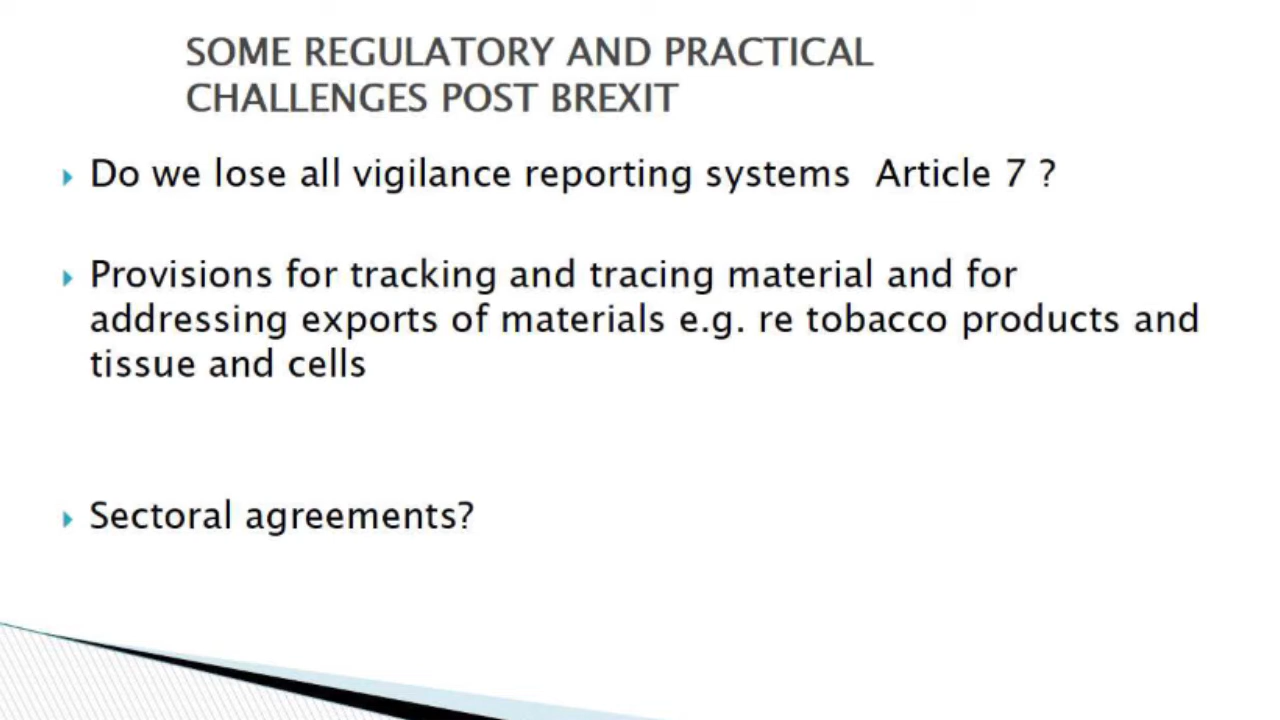 SOME REGULATORY AND PRACTICAL
CHALLENGES POST BREXIT
Do we lose all vigilance reporting systems  Article 7 ?
Provisions for tracking and tracing material and for
addressing exports of materials e.g. re tobacco products and
tissue and cells
Sectoral agreements?